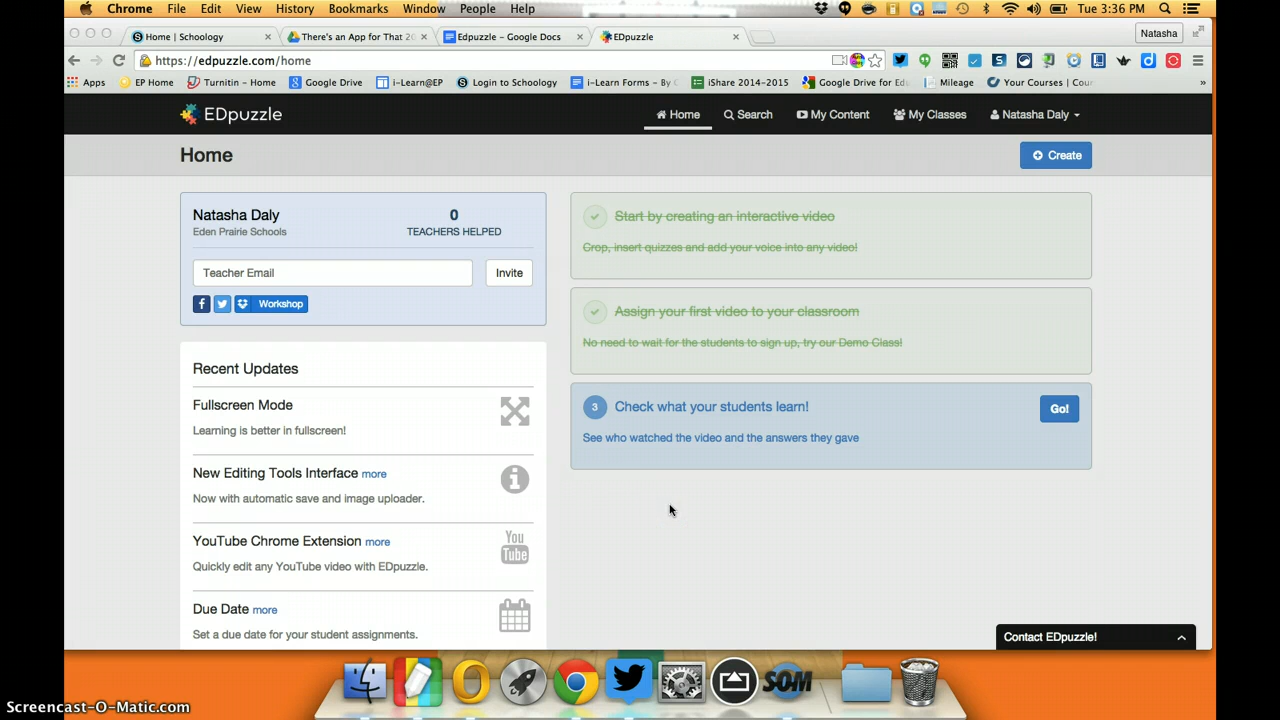 Chrome File Edit View History Bookmarks Window People Help Tue 3:36 PM
Home | Schoology There's an App for That 20 Edpuzzle – Google Docs EDpuzzle Natasha
https://edpuzzle.com/home
Apps EP Home Turnitin – Home Google Drive i-Learn@EP Login to Schoology i-Learn Forms – By iShare 2014-2015 Google Drive for Edu Mileage Your Courses | Cour »
EDpuzzle Home Search My Content My Classes Natasha Daly
Home Create
Natasha Daly
Eden Prairie Schools
0
TEACHERS HELPED
Teacher Email Invite
f Workshop
Recent Updates
Fullscreen Mode
Learning is better in fullscreen!
New Editing Tools Interface more
Now with automatic save and image uploader.
YouTube Chrome Extension more
Quickly edit any YouTube video with EDpuzzle.
You
Tube
Due Date more
Set a due date for your student assignments.
Start by creating an interactive video
Crop, insert quizzes and add your voice into any video!
Assign your first video to your classroom
No need to wait for the students to sign up, try our Demo Class!
3 Check what your students learn! Go!
See who watched the video and the answers they gave
Contact EDpuzzle!
SOM
Screencast-O-Matic.com